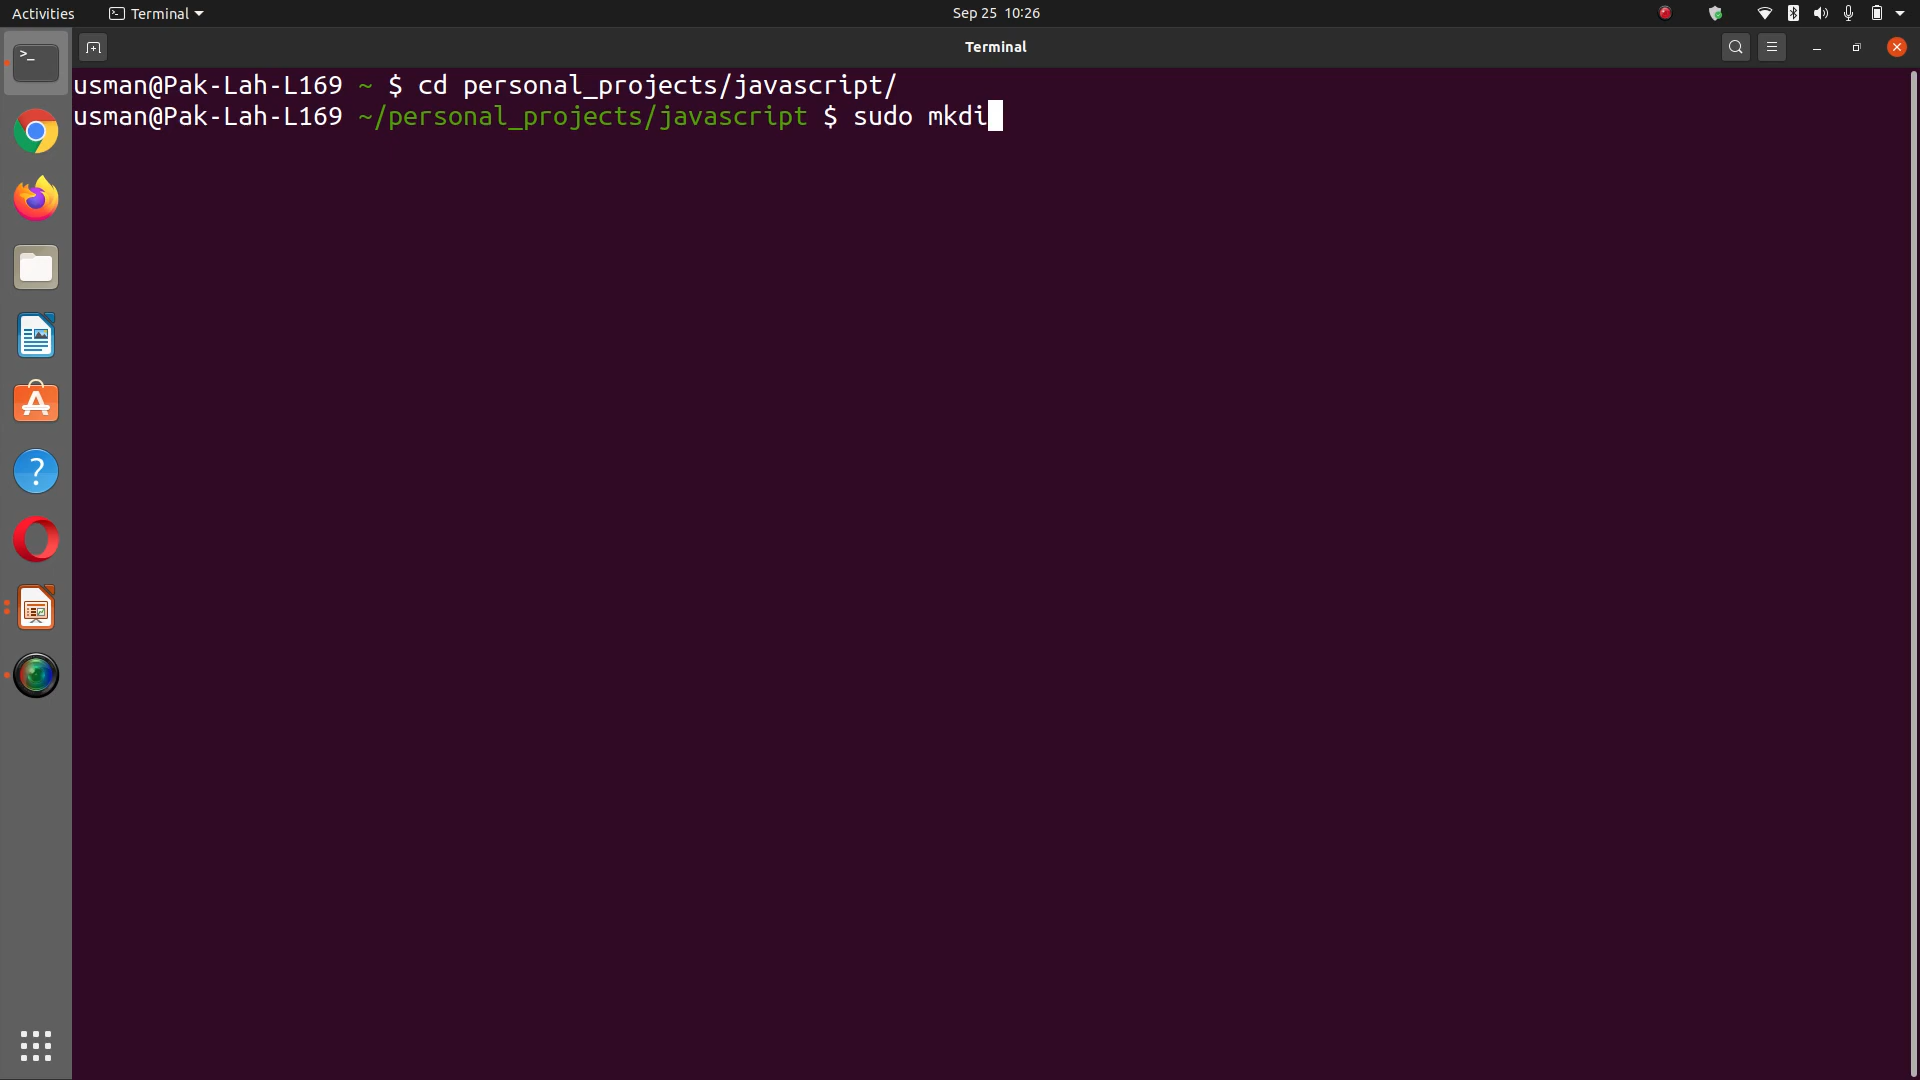 Activities Terminal Sep 25 10:26
Terminal
usman@Pak-Lah-L169 ~ $ cd personal_projects/javascript/
usman@Pak-Lah-L169 ~/personal_projects/javascript $ sudo mkdi